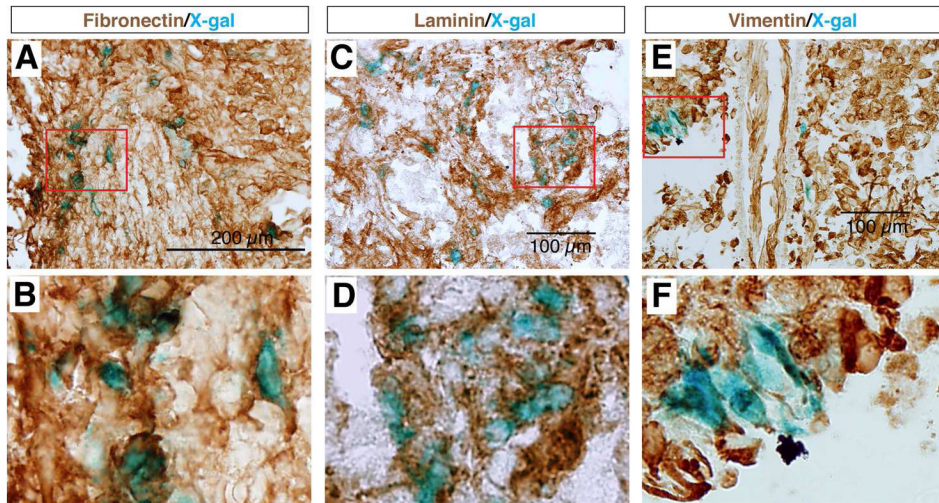 Fibronectin/X-gal
Laminin/X-gal
Vimentin/X-gal
A
C
E
200 µm
100 µm
100 µm
B
D
F